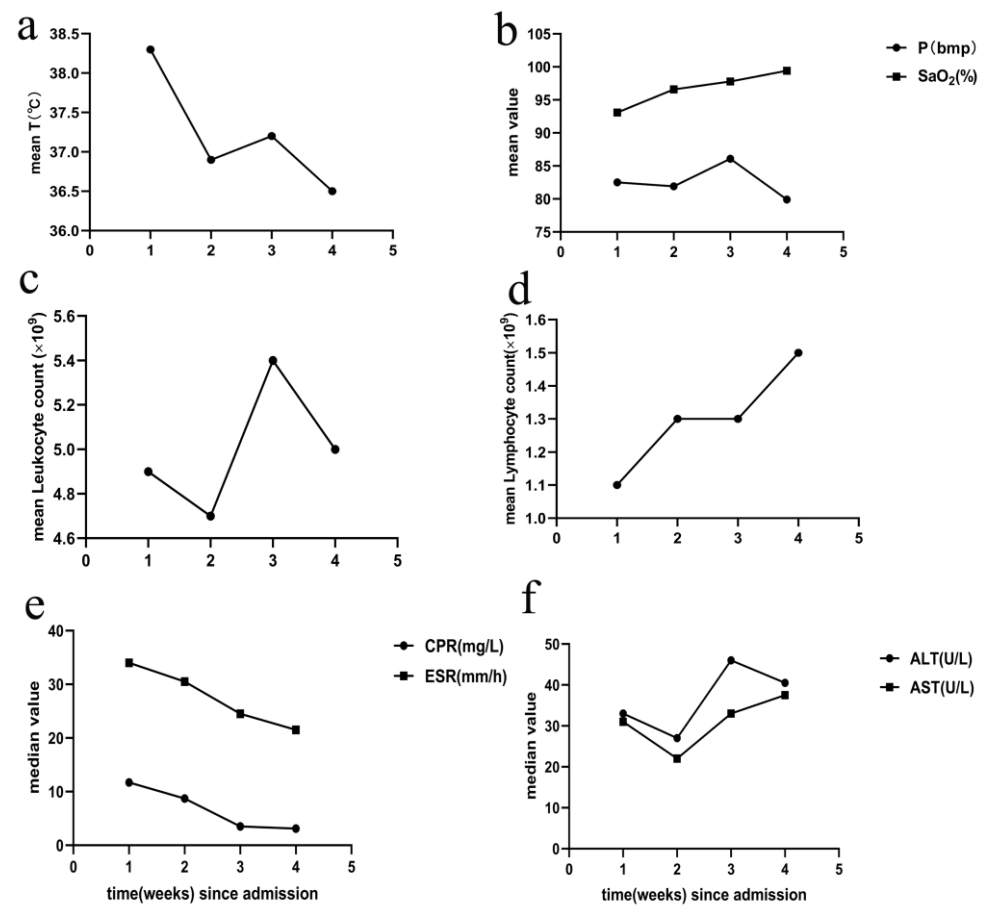 a
38.5
38.0
37.5
37.0
36.5
36.0
mean T(℃)
0 1 2 3 4 5
b
105
100
95
90
85
80
75
mean value
0 1 2 3 4 5
P(bmp)
SaO₂(%)
c
5.6
5.4
5.2
5.0
4.8
4.6
mean Leukocyte count (×10⁹)
0 1 2 3 4 5
d
1.6
1.5
1.4
1.3
1.2
1.1
1.0
mean Lymphocyte count(×10⁹)
0 1 2 3 4 5
e
40
30
20
10
0
median value
0 1 2 3 4 5
time(weeks) since admission
CPR(mg/L)
ESR(mm/h)
f
50
40
30
20
10
0
median value
0 1 2 3 4 5
time(weeks) since admission
ALT(U/L)
AST(U/L)